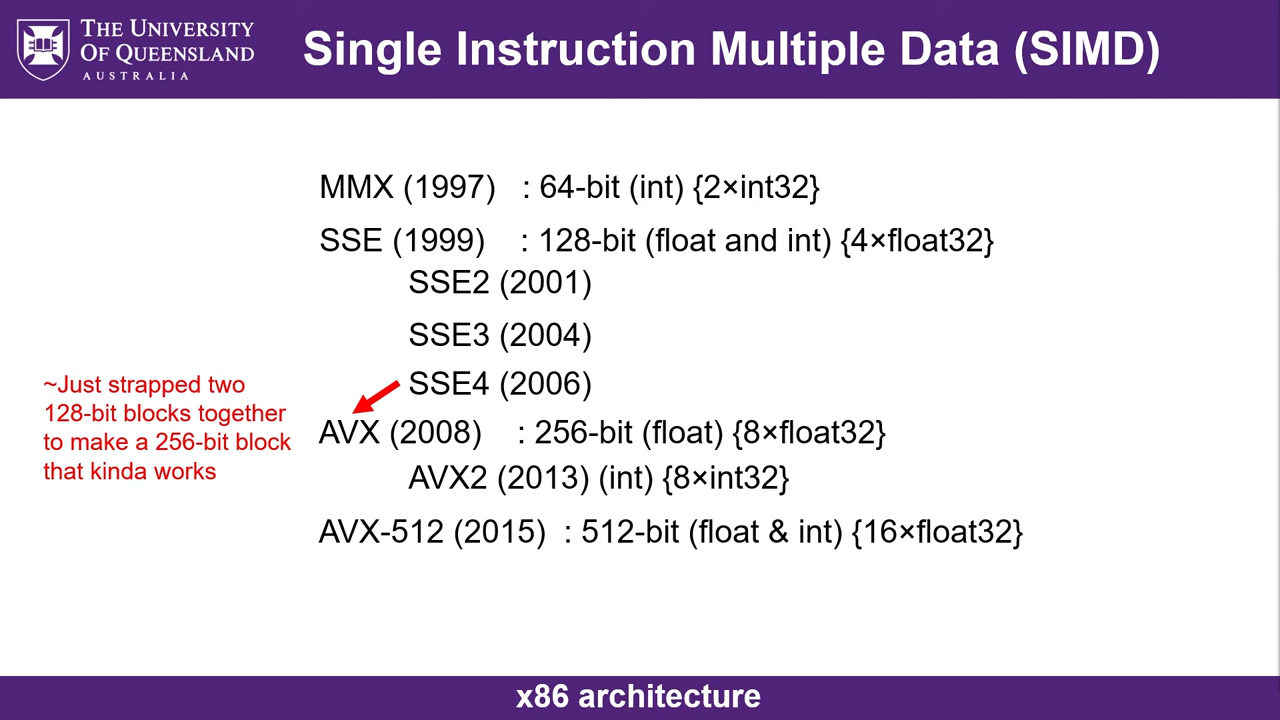 THE UNIVERSITY
OF QUEENSLAND
AUSTRALIA
Single Instruction Multiple Data (SIMD)
MMX (1997) : 64-bit (int) {2×int32}
SSE (1999) : 128-bit (float and int) {4×float32}
SSE2 (2001)
SSE3 (2004)
SSE4 (2006)
~Just strapped two
128-bit blocks together
to make a 256-bit block
that kinda works
AVX (2008) : 256-bit (float) {8×float32}
AVX2 (2013) (int) {8×int32}
AVX-512 (2015) : 512-bit (float & int) {16×float32}
x86 architecture